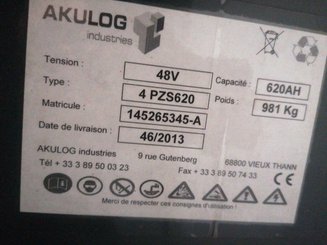 AKULOG
industries
Tension : 48V Capacité : 620AH
Type : 4 PZS620 Poids : 981 Kg
Matricule : 145265345-A
Date de livraison : 46/2013
AKULOG industries 9 rue Gutenberg 68800 VIEUX THANN
Tél + 33 3 89 50 03 23 Fax + 33 3 89 50 74 33
Merci de respecter ces consignes d'utilisation !